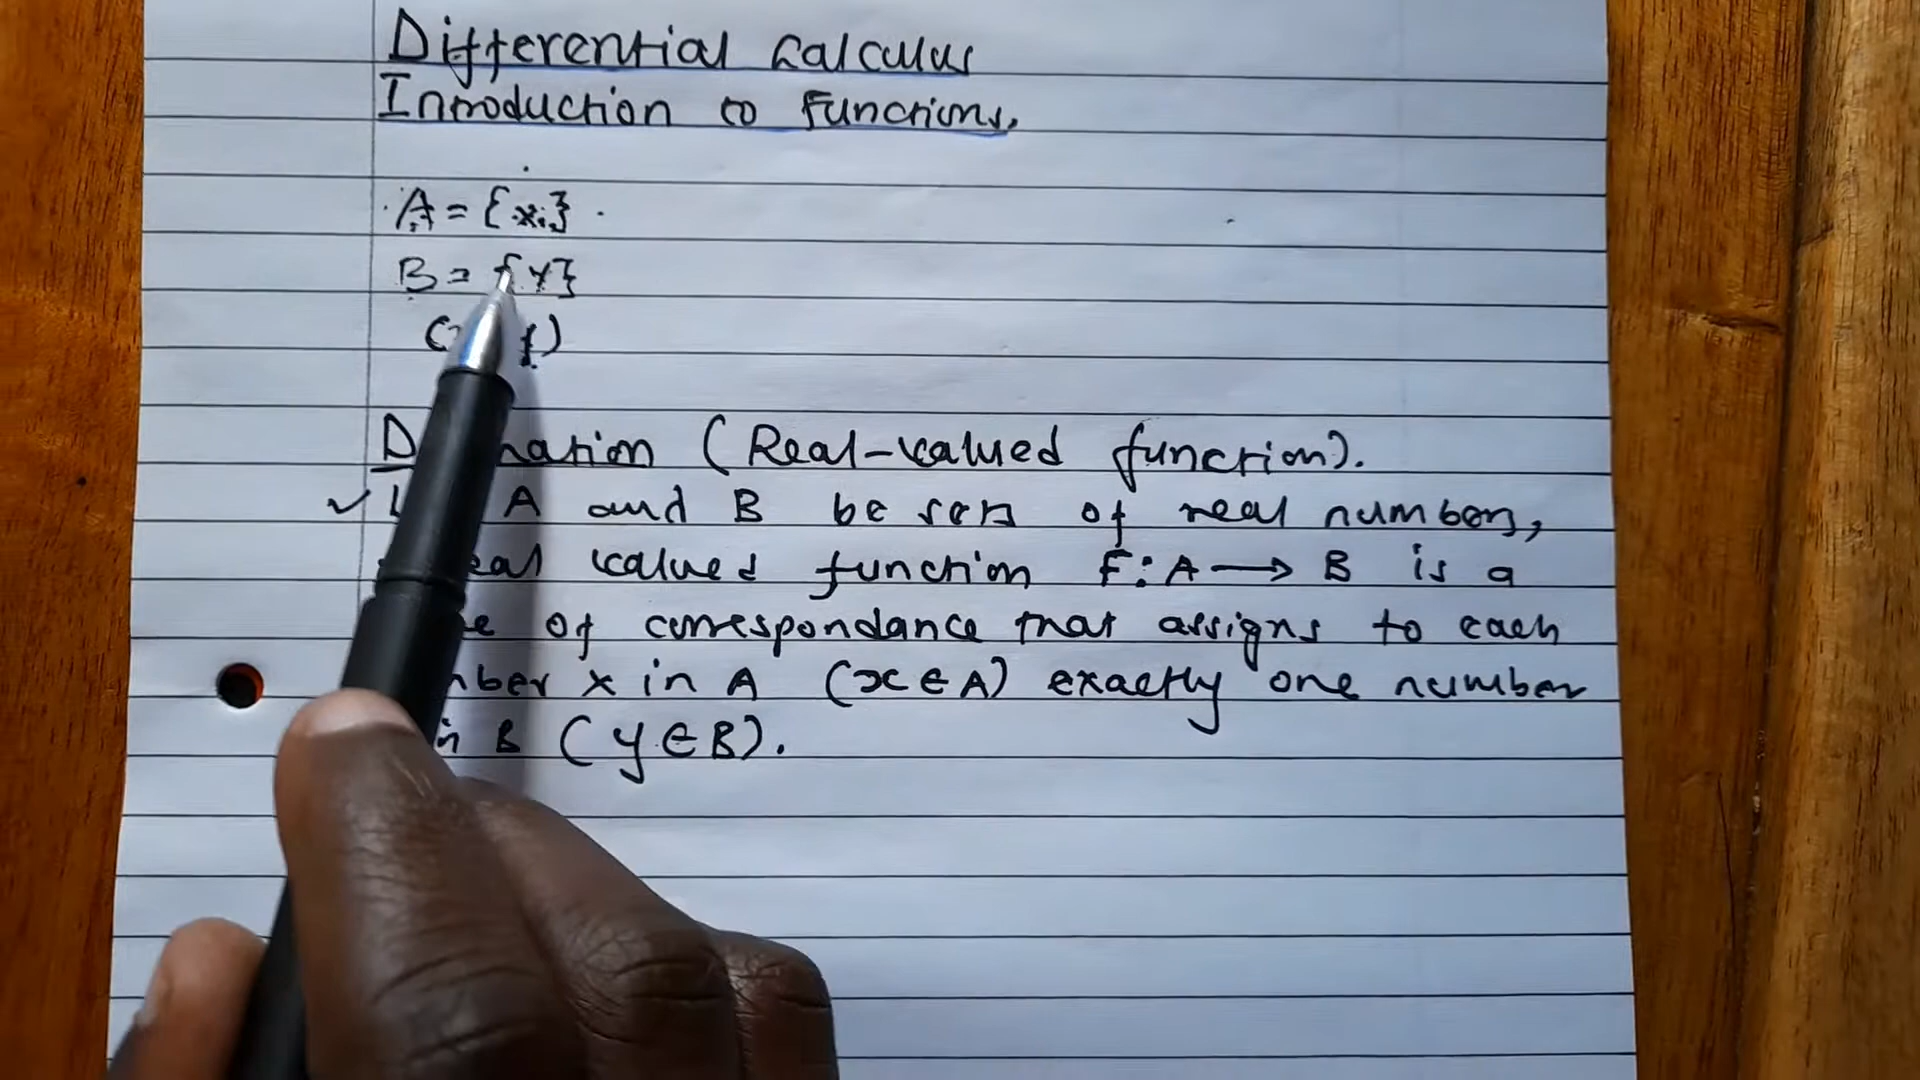 Differential Calculus
Introduction to Functions.
A = {x}
B = {Y}
( )
(Real-valued function).
A and B be sets of real numbers,
valued function F: A → B is a
of correspondance that assigns to each
x in A (x ∈ A) exactly one number
B (y ∈ B).